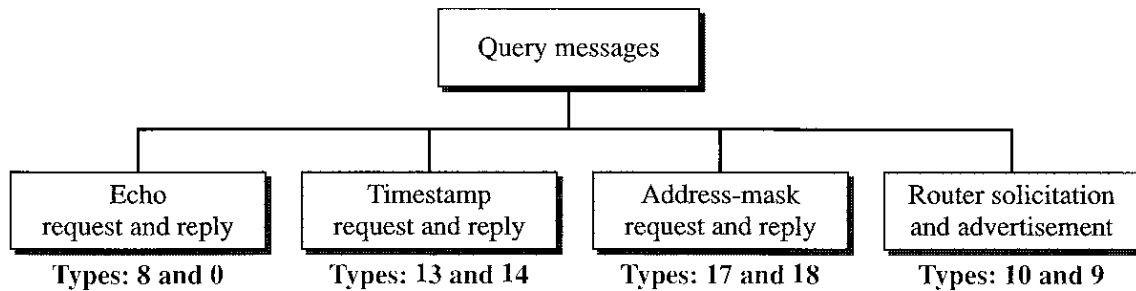 Query messages
Echo
request and reply
Types: 8 and 0
Timestamp
request and reply
Types: 13 and 14
Address-mask
request and reply
Types: 17 and 18
Router solicitation
and advertisement
Types: 10 and 9